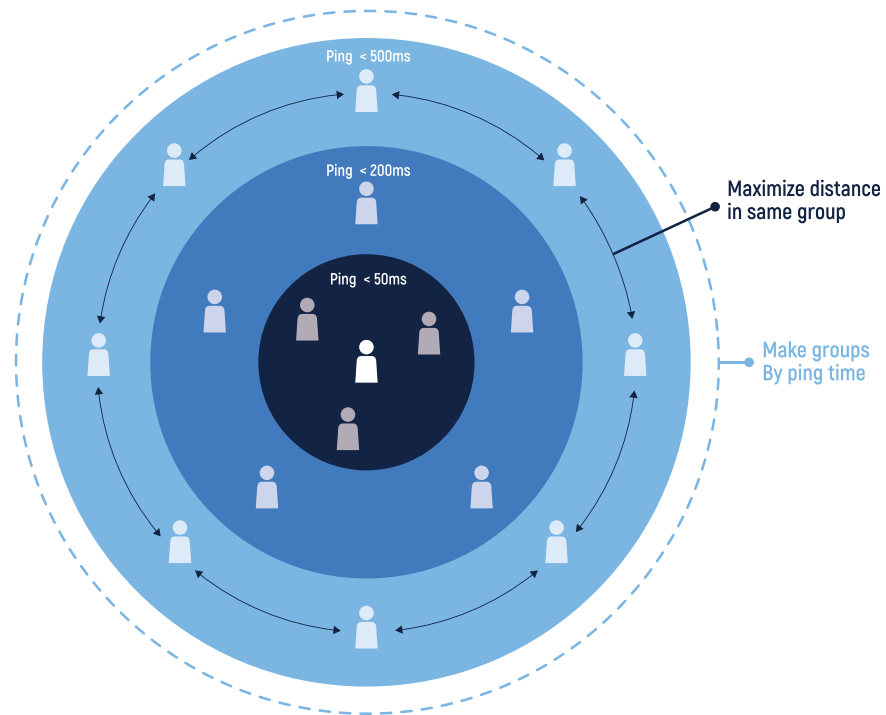 Ping < 500ms
Ping < 200ms
Ping < 50ms
Maximize distance
in same group
Make groups
By ping time